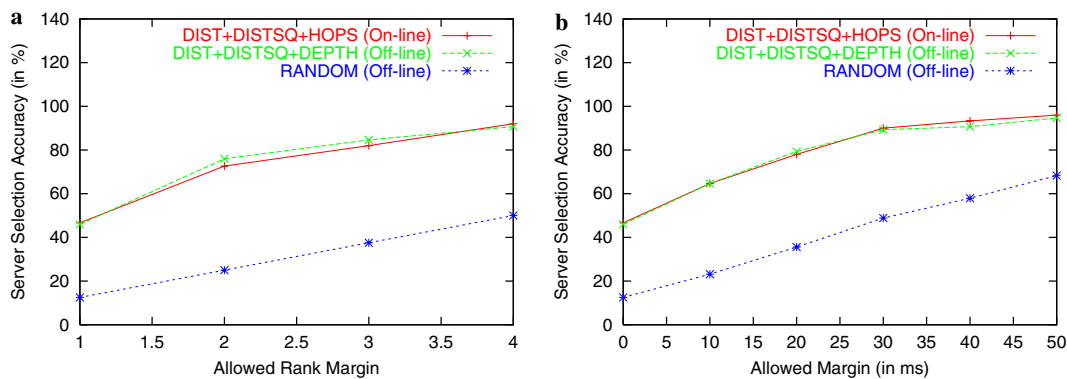 a
DIST+DISTSQ+HOPS (On-line)
DIST+DISTSQ+DEPTH (Off-line)
RANDOM (Off-line)
Server Selection Accuracy (in %)
140
120
100
80
60
40
20
0
1 1.5 2 2.5 3 3.5 4
Allowed Rank Margin
b
DIST+DISTSQ+HOPS (On-line)
DIST+DISTSQ+DEPTH (Off-line)
RANDOM (Off-line)
Server Selection Accuracy (in %)
140
120
100
80
60
40
20
0
0 5 10 15 20 25 30 35 40 45 50
Allowed Margin (in ms)